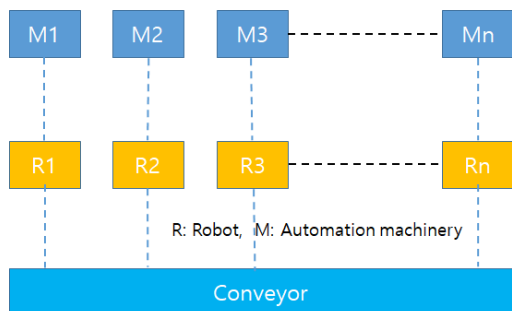 M1 M2 M3 Mn
R1 R2 R3 Rn
R: Robot, M: Automation machinery
Conveyor